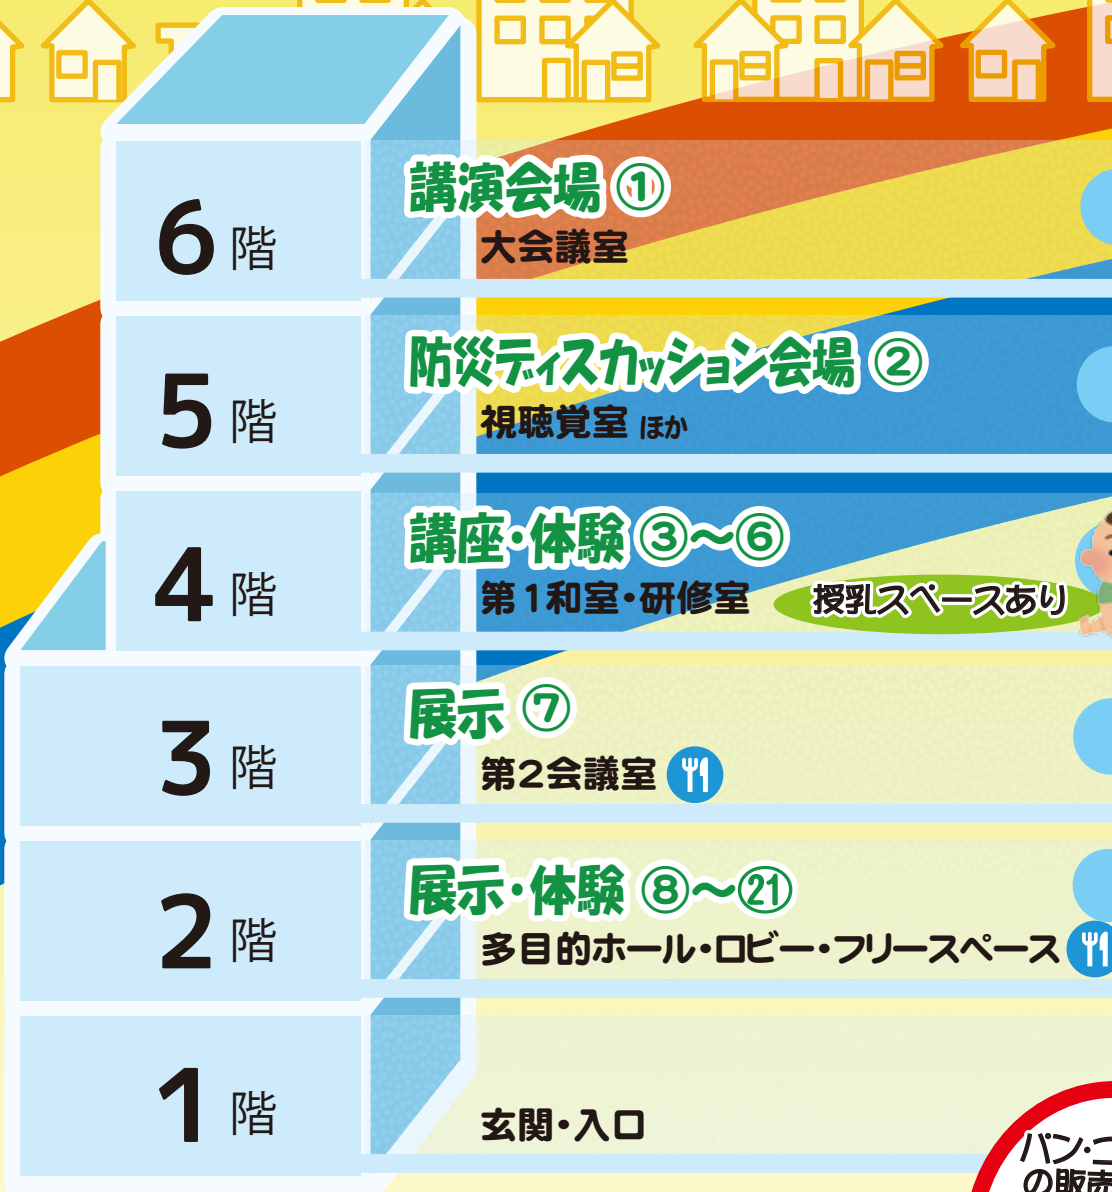 6階
講演会場 ①
大会議室
5階
防災ディスカッション会場 ②
視聴覚室 ほか
4階
講座・体験 ③～⑥
第1和室・研修室
授乳スペースあり
3階
展示 ⑦
第2会議室
2階
展示・体験 ⑧～㉑
多目的ホール・ロビー・フリースペース
1階
玄関・入口
パン・コ
の販売